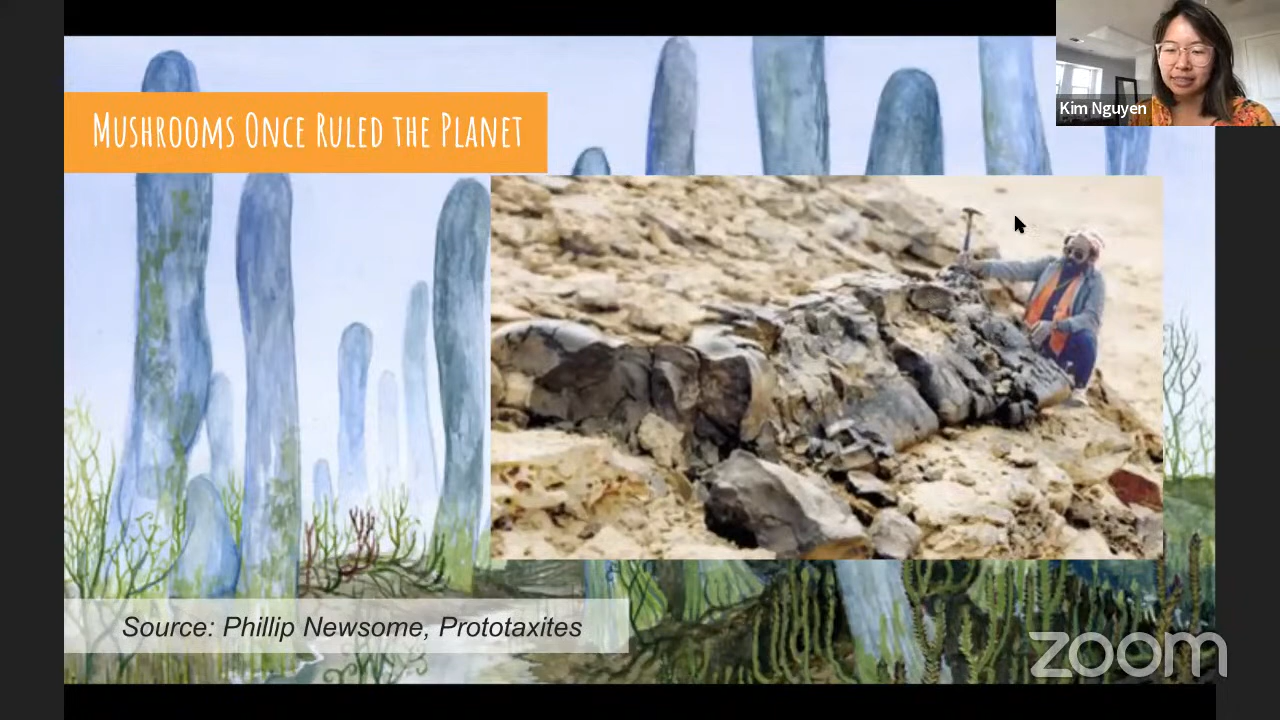 Kim Nguyen
Mushrooms Once Ruled the Planet
Source: Phillip Newsome, Prototaxites
zoom